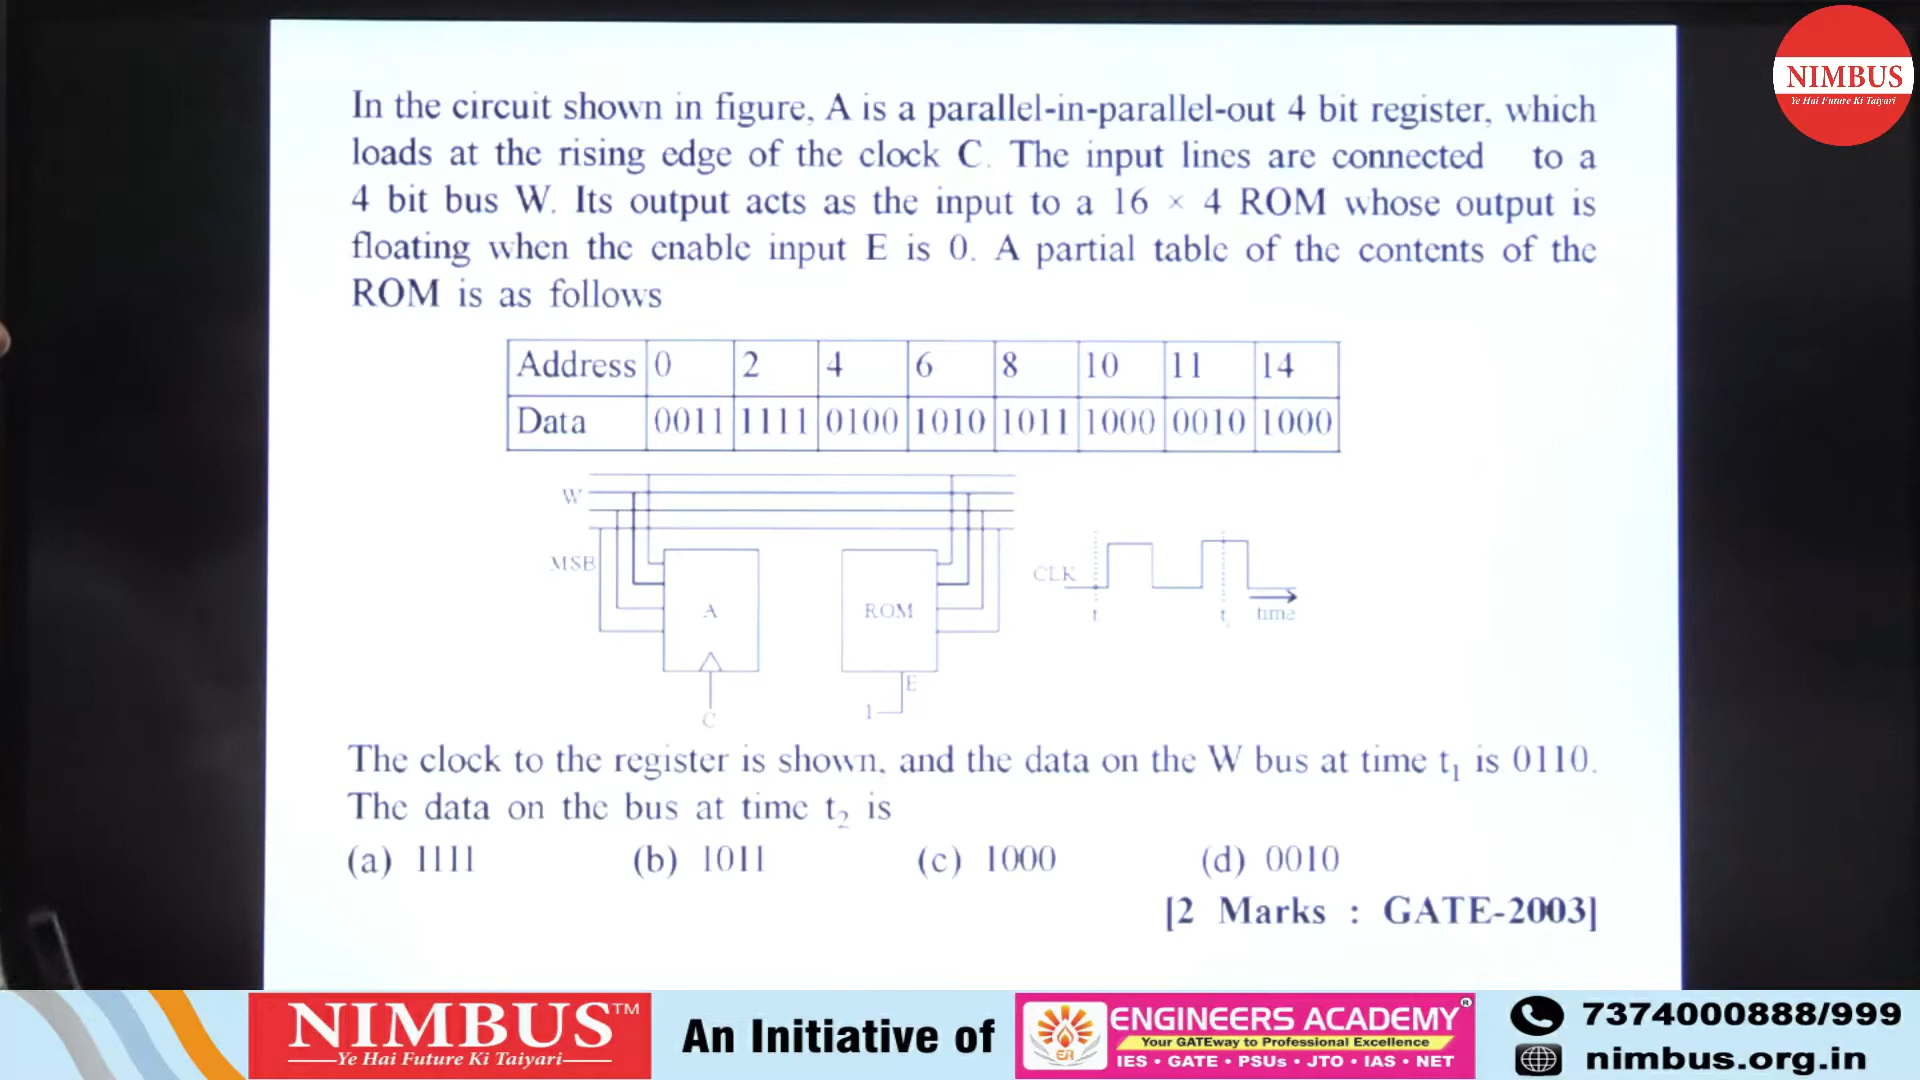 NIMBUS
Ye Hai Future Ki Taiyari
In the circuit shown in figure, A is a parallel-in-parallel-out 4 bit register, which
loads at the rising edge of the clock C. The input lines are connected to a
4 bit bus W. Its output acts as the input to a 16 × 4 ROM whose output is
floating when the enable input E is 0. A partial table of the contents of the
ROM is as follows
Address 0 2 4 6 8 10 11 14
Data 0011 1111 0100 1010 1011 1000 0010 1000
W
MSB
CLK
A
ROM
t
t
time
E
1
C
The clock to the register is shown, and the data on the W bus at time t₁ is 0110.
The data on the bus at time t₂ is
(a) 1111 (b) 1011 (c) 1000 (d) 0010
[2 Marks : GATE-2003]
NIMBUS™
Ye Hai Future Ki Taiyari
An Initiative of
ENGINEERS ACADEMY®
Your GATEway to Professional Excellence
IES • GATE • PSUs • JTO • IAS • NET
7374000888/999
nimbus.org.in